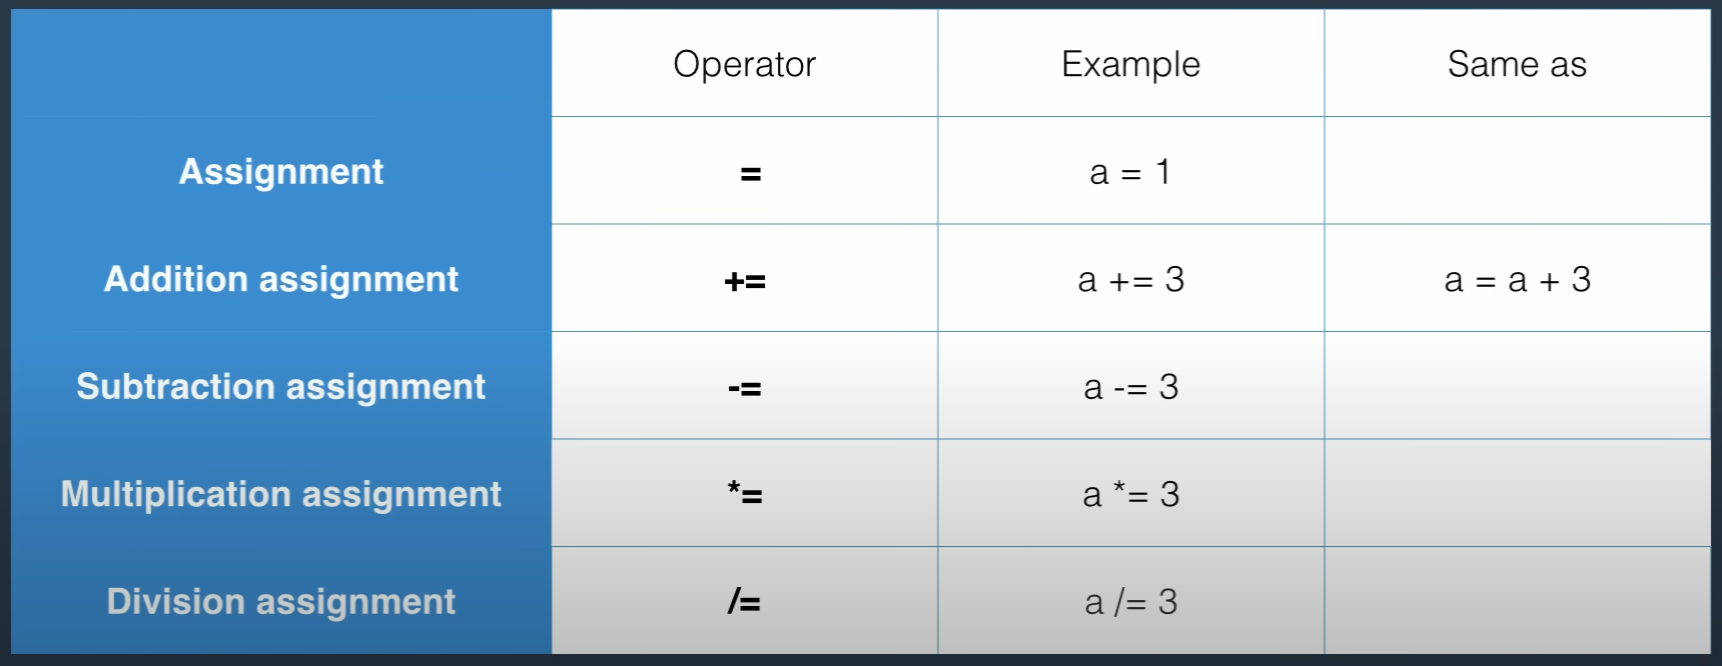 Operator Example Same as
Assignment = a = 1
Addition assignment += a += 3 a = a + 3
Subtraction assignment -= a -= 3
Multiplication assignment *= a *= 3
Division assignment /= a /= 3